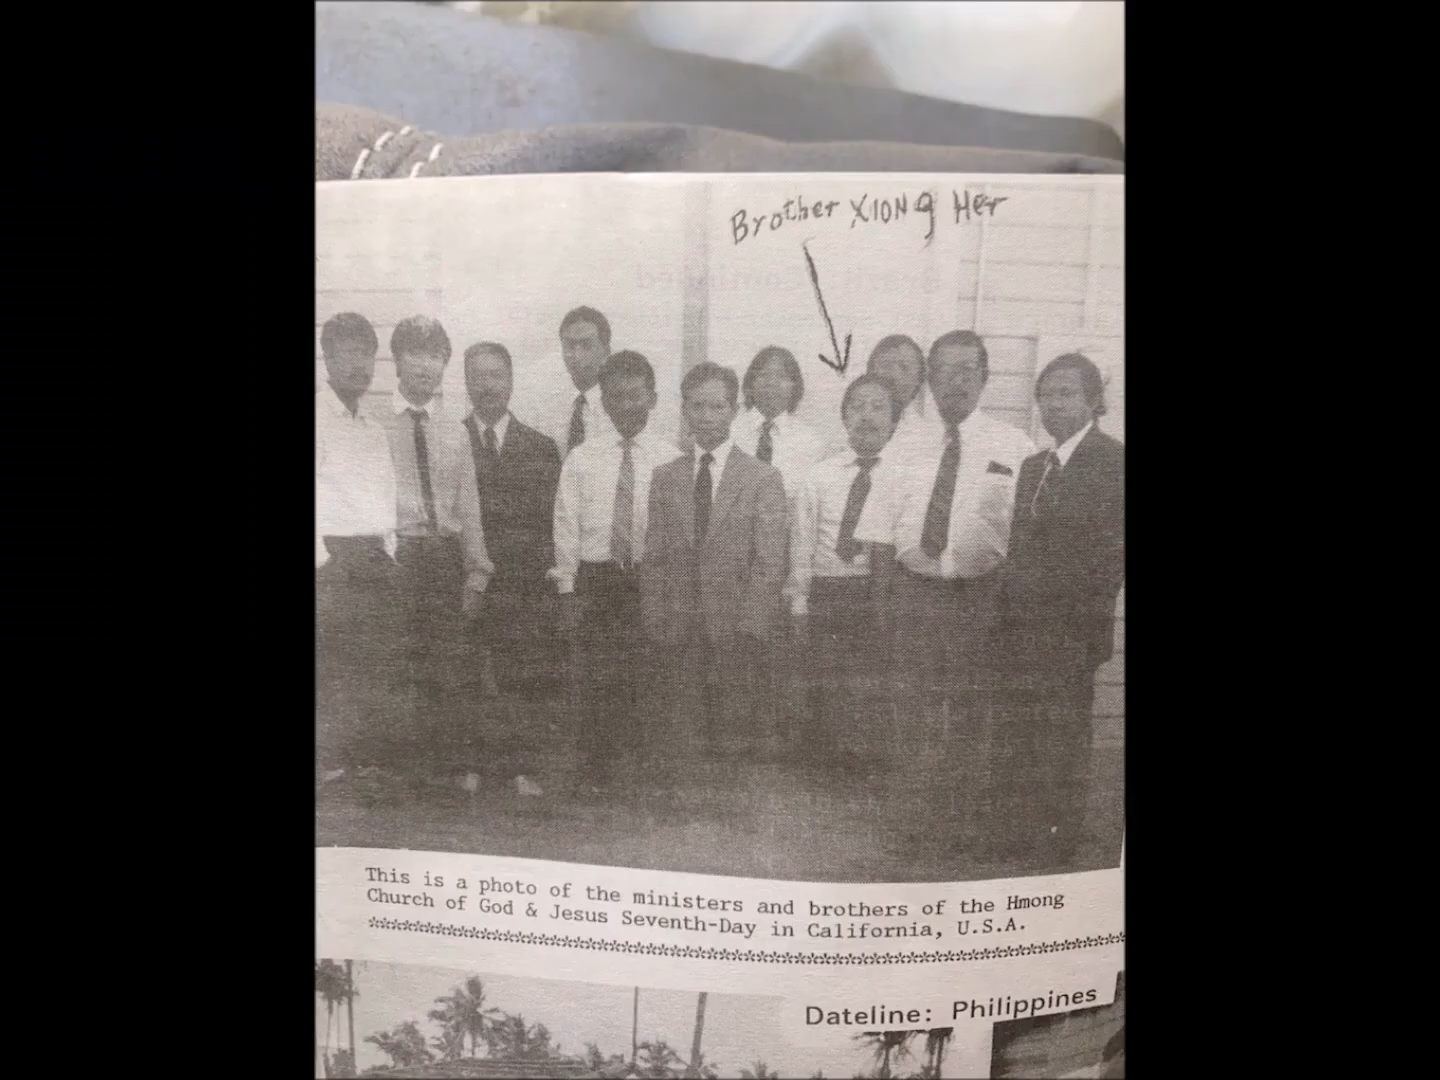 Brother XIONG Her
This is a photo of the ministers and brothers of the Hmong
Church of God & Jesus Seventh-Day in California, U.S.A.
Dateline: Philippines